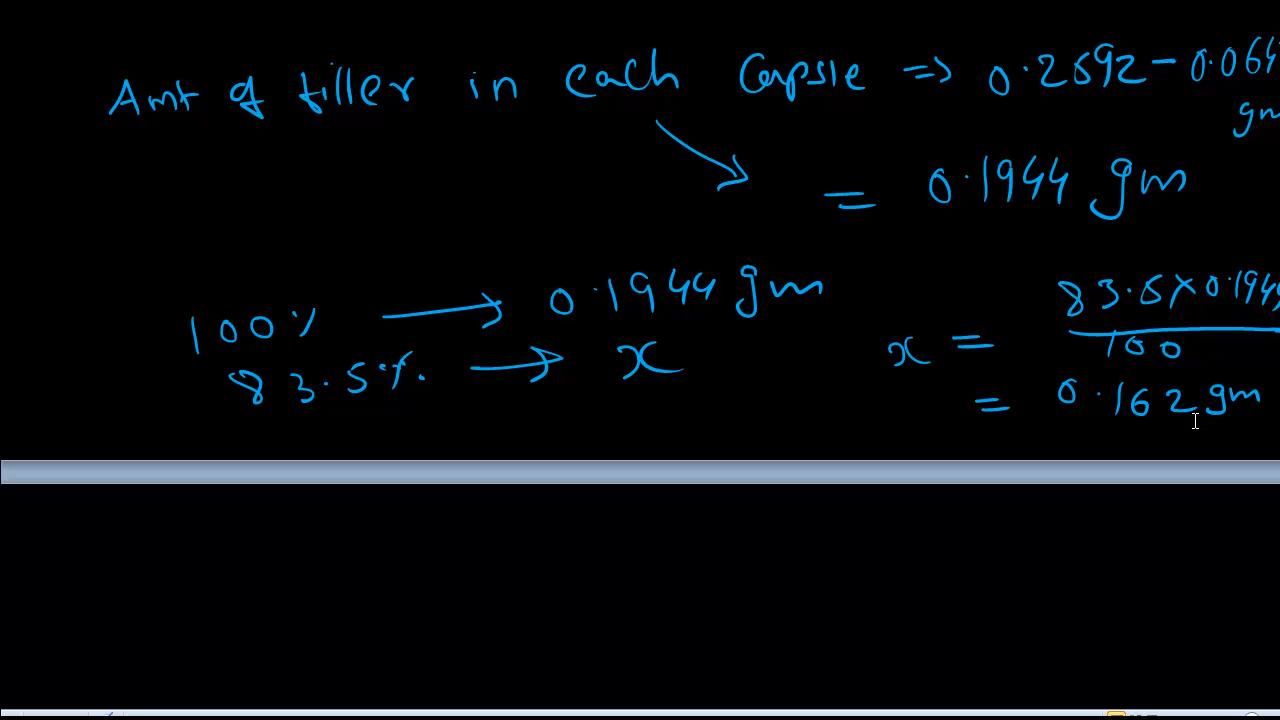 Amt of filler in each Capsle => 0.2592 - 0.064
gm
= 0.1944 gm
100% → 0.1944 gm
83.5% → x
x = 83.5 x 0.194
100
= 0.162 gm